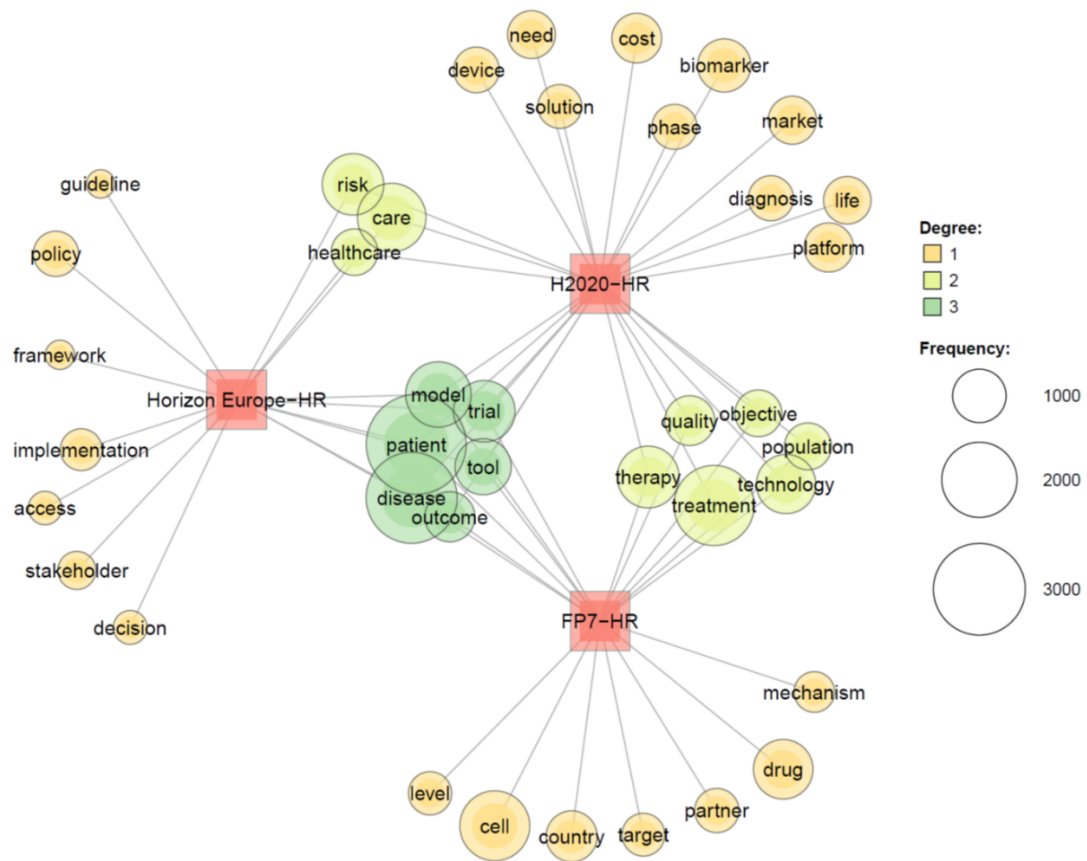 need
cost
device
biomarker
solution
phase
market
guideline
risk
care
diagnosis
life
policy
healthcare
platform
H2020−HR
framework
Horizon Europe−HR
model
trial
quality
objective
patient
population
implementation
tool
therapy
technology
disease
treatment
access
outcome
stakeholder
decision
FP7−HR
mechanism
drug
level
partner
cell
country
target
Degree:
1
2
3
Frequency:
1000
2000
3000